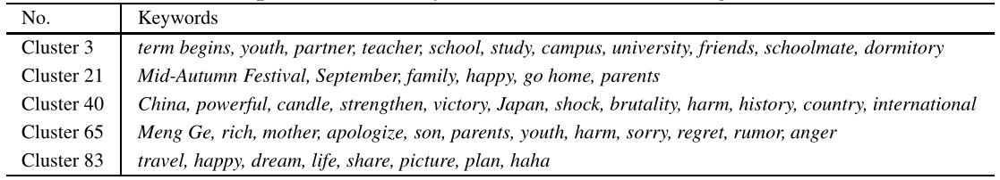 No. Keywords
Cluster 3 term begins, youth, partner, teacher, school, study, campus, university, friends, schoolmate, dormitory
Cluster 21 Mid-Autumn Festival, September, family, happy, go home, parents
Cluster 40 China, powerful, candle, strengthen, victory, Japan, shock, brutality, harm, history, country, international
Cluster 65 Meng Ge, rich, mother, apologize, son, parents, youth, harm, sorry, regret, rumor, anger
Cluster 83 travel, happy, dream, life, share, picture, plan, haha